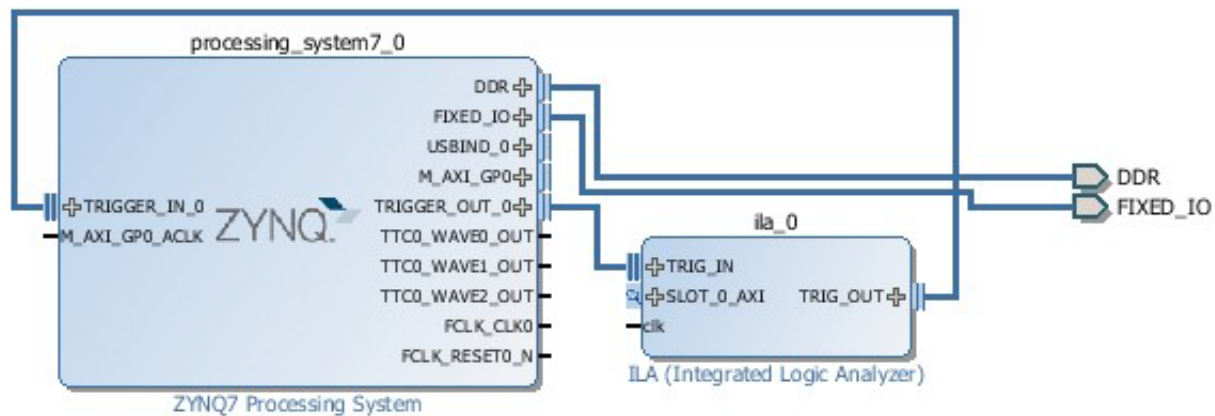 processing_system7_0
DDR
FIXED_IO
USBIND_0
M_AXI_GP0
TRIGGER_IN_0
ZYNQ.
TRIGGER_OUT_0
M_AXI_GP0_ACLK
TTC0_WAVE0_OUT
TTC0_WAVE1_OUT
TTC0_WAVE2_OUT
FCLK_CLK0
FCLK_RESET0_N
ZYNQ7 Processing System
ila_0
TRIG_IN
SLOT_0_AXI
TRIG_OUT
clk
ILA (Integrated Logic Analyzer)
DDR
FIXED_IO